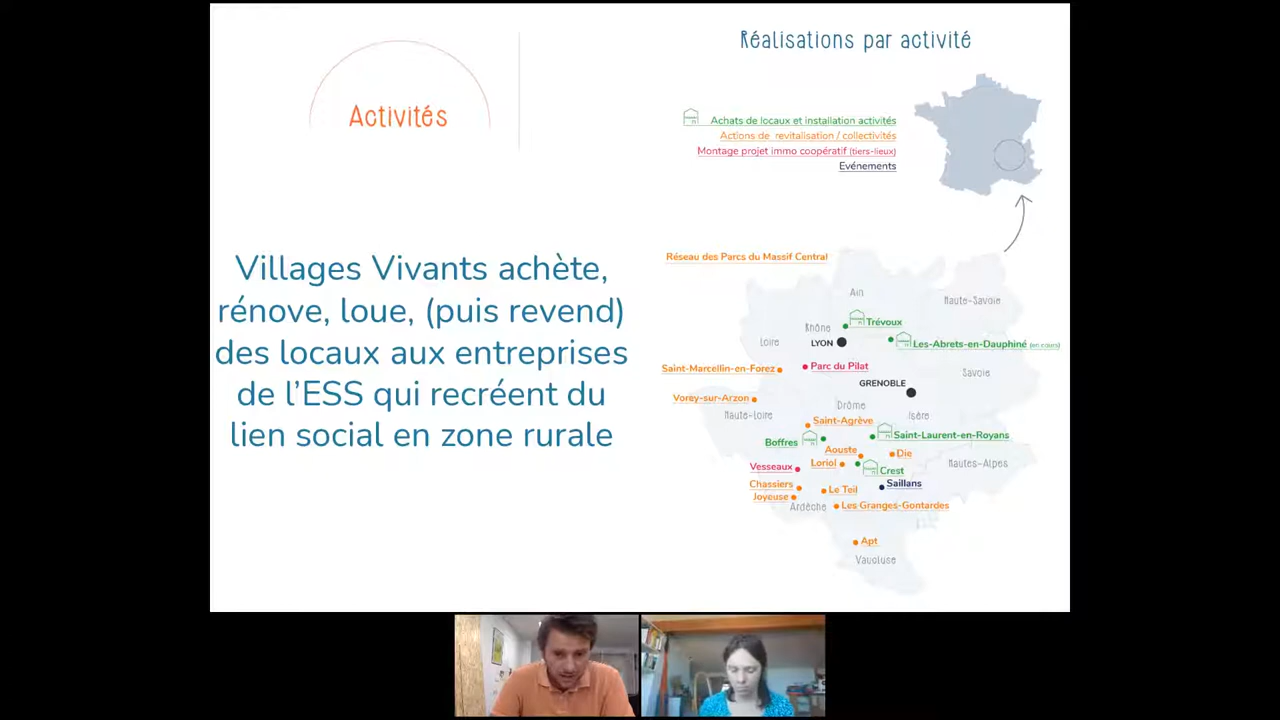 Activités
Villages Vivants achète,
rénove, loue, (puis revend)
des locaux aux entreprises
de l'ESS qui recréent du
lien social en zone rurale
Réalisations par activité
Achats de locaux et installation activités
Actions de revitalisation / collectivités
Montage projet immo coopératif (tiers-lieux)
Evénements
Réseau des Parcs du Massif Central
Ain
Haute-Savoie
Trévoux
Rhône
Loire
LYON
Les-Abrets-en-Dauphiné (en cours)
Saint-Marcellin-en-Forez
Parc du Pilat
Savoie
GRENOBLE
Vorey-sur-Arzon
Drôme
Haute-Loire
Isère
Saint-Agrève
Boffres
Saint-Laurent-en-Royans
Aouste
Die
Loriol
Hautes-Alpes
Vesseaux
Crest
Chassiers
Saillans
Le Teil
Joyeuse
Ardèche
Les Granges-Gontardes
Apt
Vaucluse